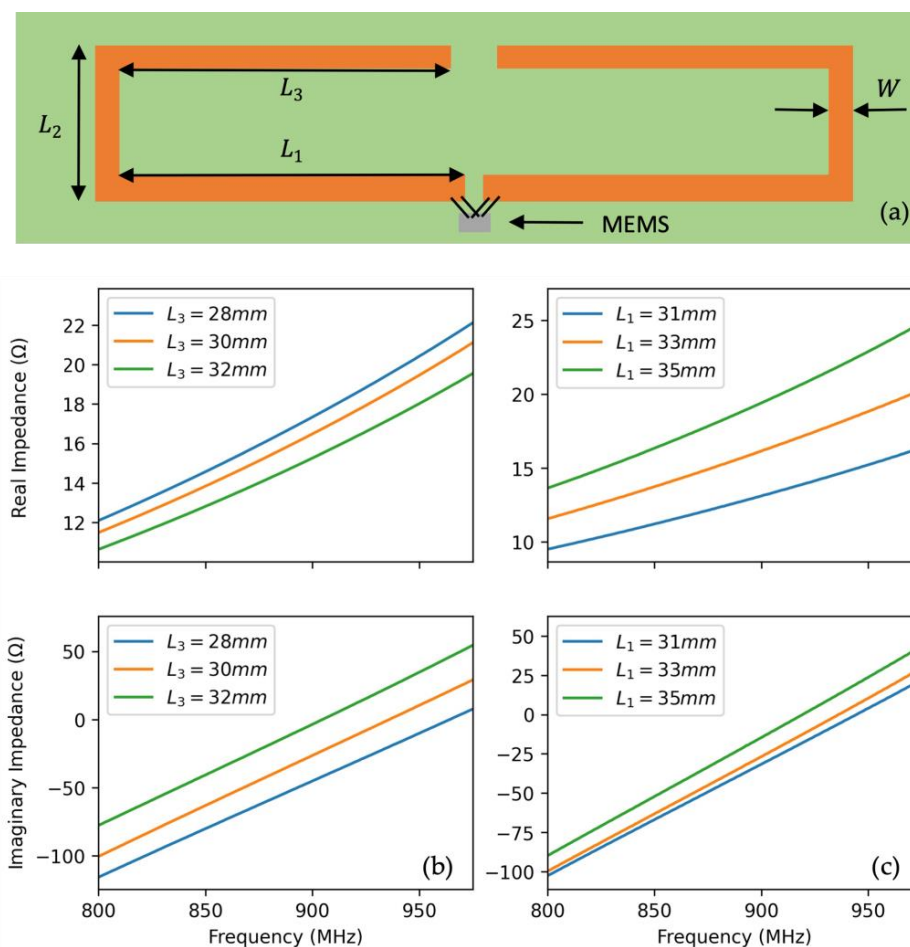 L₃
L₂
L₁
W
MEMS
(a)
Real Impedance (Ω)
22
20
18
16
14
12
L₃ = 28mm
L₃ = 30mm
L₃ = 32mm
25
20
15
10
L₁ = 31mm
L₁ = 33mm
L₁ = 35mm
Imaginary Impedance (Ω)
50
0
−50
−100
L₃ = 28mm
L₃ = 30mm
L₃ = 32mm
(b)
800 850 900 950
Frequency (MHz)
50
25
0
−25
−50
−75
−100
L₁ = 31mm
L₁ = 33mm
L₁ = 35mm
(c)
800 850 900 950
Frequency (MHz)